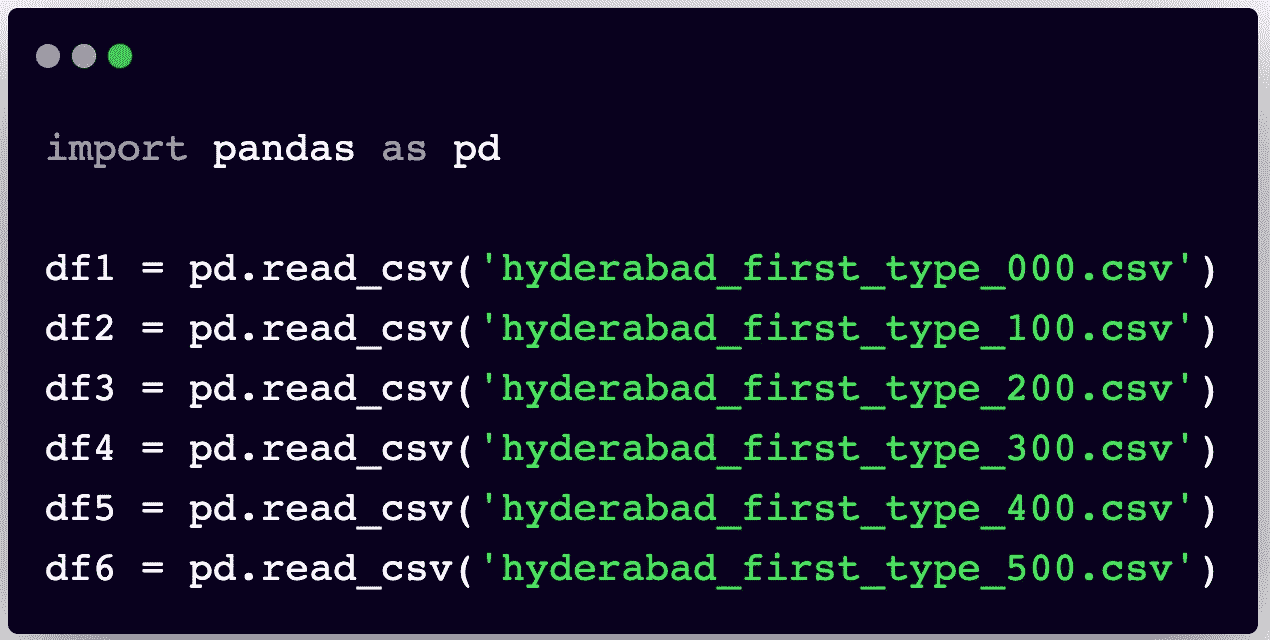 import pandas as pd
df1 = pd.read_csv('hyderabad_first_type_000.csv')
df2 = pd.read_csv('hyderabad_first_type_100.csv')
df3 = pd.read_csv('hyderabad_first_type_200.csv')
df4 = pd.read_csv('hyderabad_first_type_300.csv')
df5 = pd.read_csv('hyderabad_first_type_400.csv')
df6 = pd.read_csv('hyderabad_first_type_500.csv')